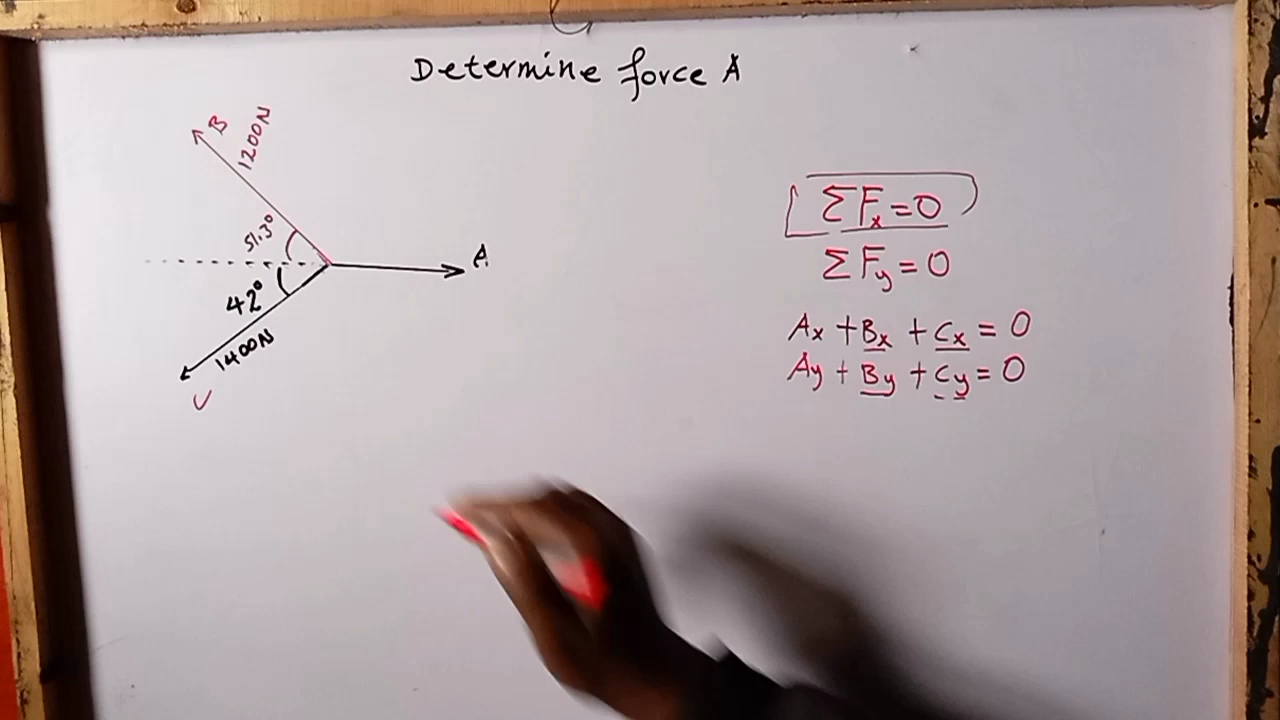 Determine force A
B
1200N
51.3°
A
42°
1400N
C
ΣFx=0
ΣFy=0
Ax + Bx + Cx = 0
Ay + By + Cy = 0